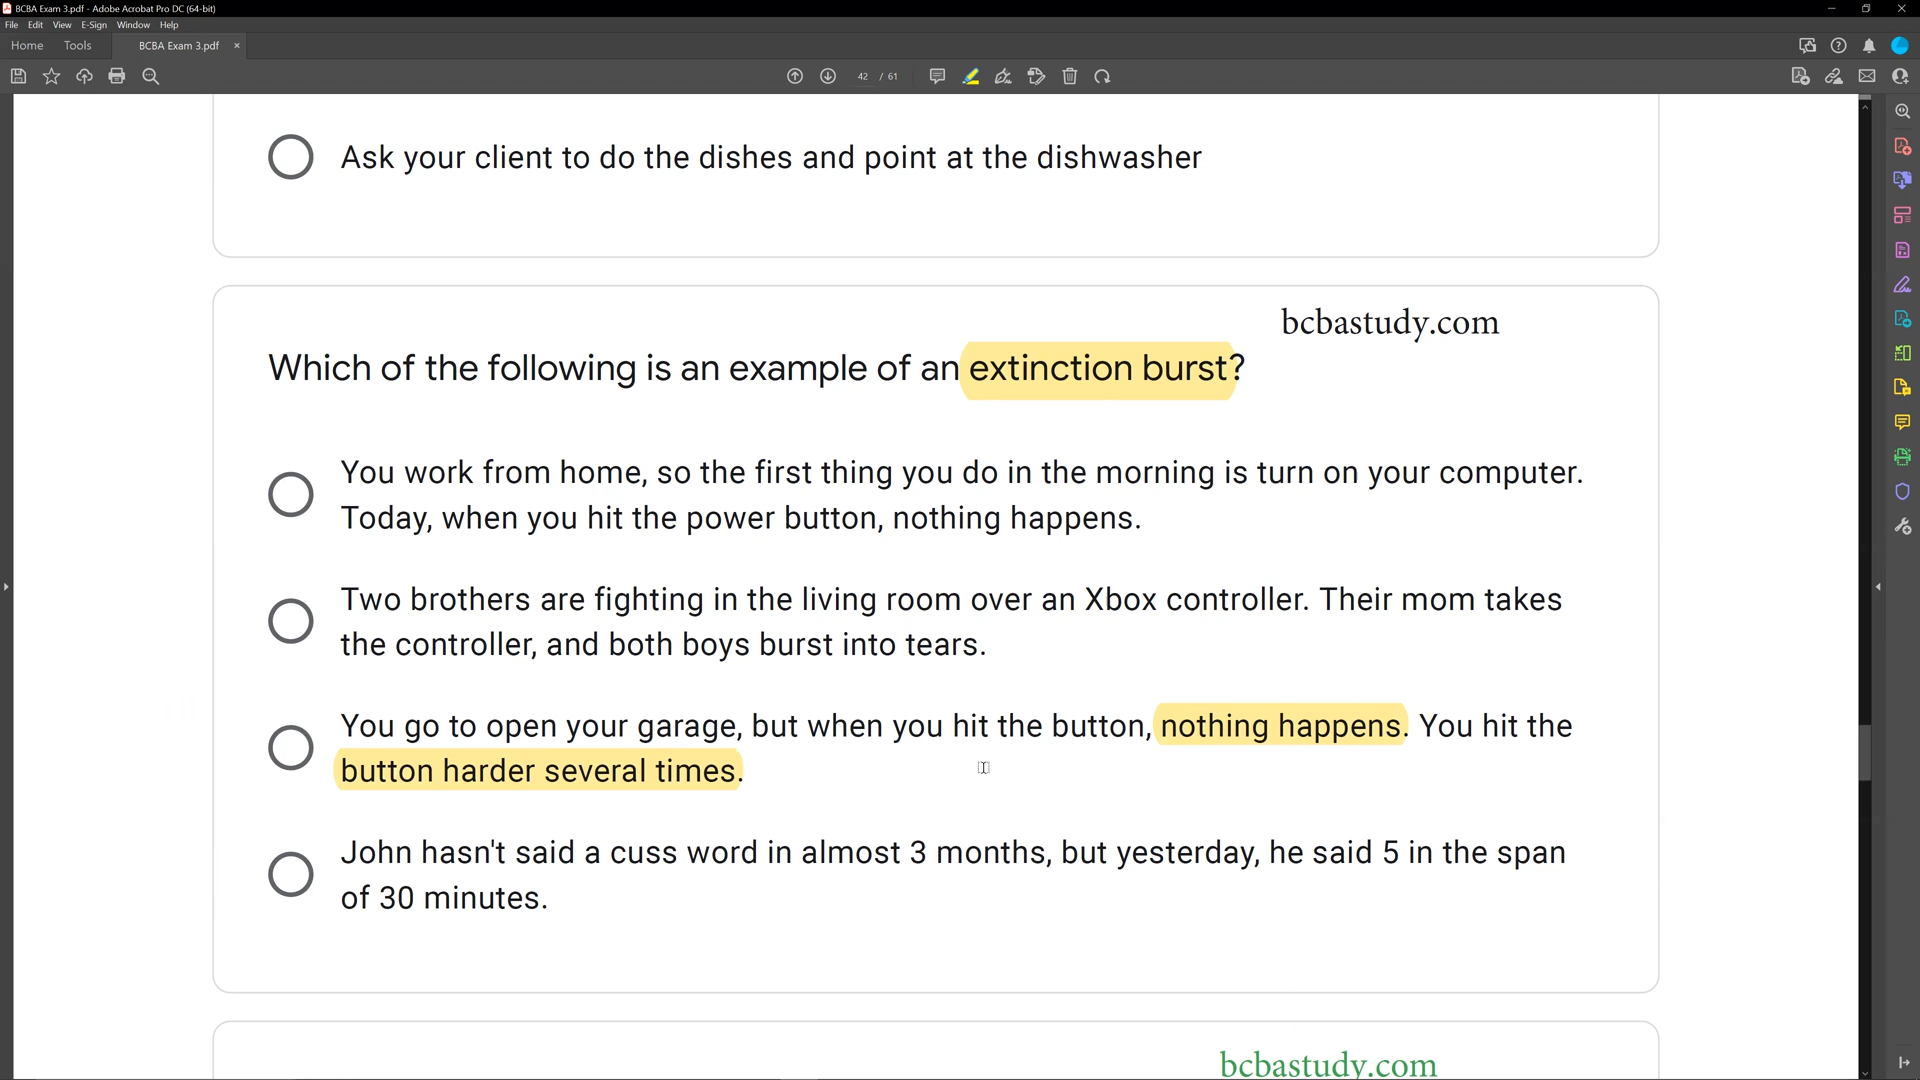 BCBA Exam 3.pdf - Adobe Acrobat Pro DC (64-bit)
File Edit View E-Sign Window Help
Home Tools BCBA Exam 3.pdf ×
42 / 61
Ask your client to do the dishes and point at the dishwasher
bcbastudy.com
Which of the following is an example of an extinction burst?
You work from home, so the first thing you do in the morning is turn on your computer.
Today, when you hit the power button, nothing happens.
Two brothers are fighting in the living room over an Xbox controller. Their mom takes
the controller, and both boys burst into tears.
You go to open your garage, but when you hit the button, nothing happens. You hit the
button harder several times.
John hasn't said a cuss word in almost 3 months, but yesterday, he said 5 in the span
of 30 minutes.
bcbastudy.com